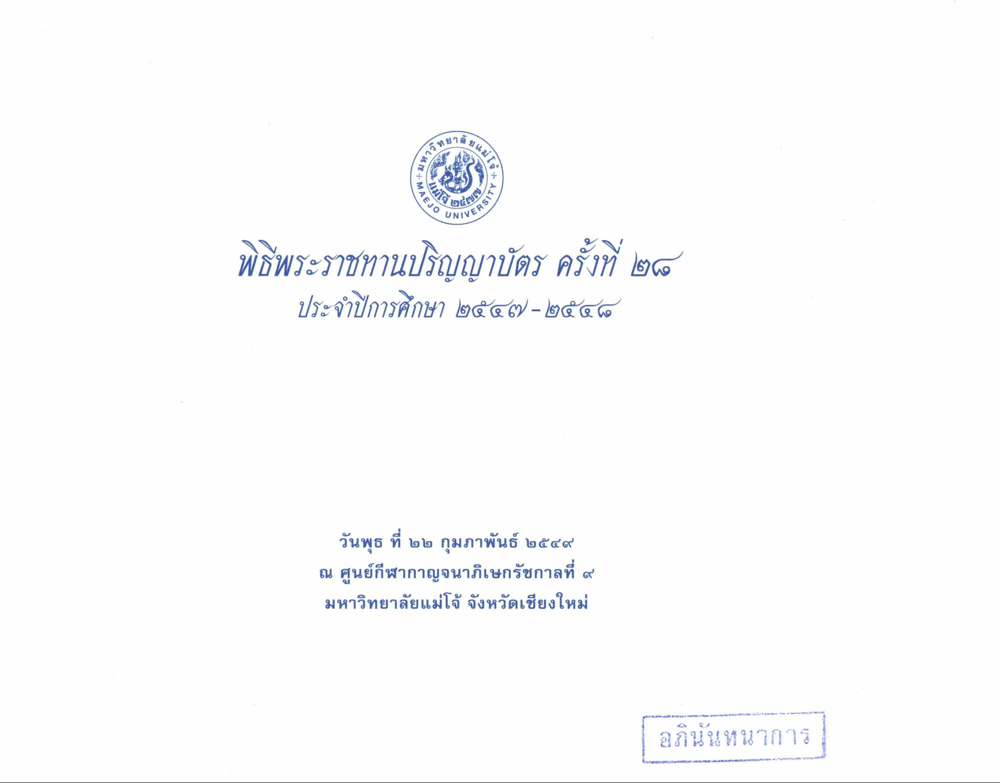 มหาวิทยาลัยแม่โจ้
แม่โจ้ ๒๔๗๗
MAEJO UNIVERSITY
พิธีพระราชทานปริญญาบัตร ครั้งที่ ๒๘
ประจำปีการศึกษา ๒๕๔๗-๒๕๔๘
วันพุธ ที่ ๒๒ กุมภาพันธ์ ๒๕๔๙
ณ ศูนย์กีฬากาญจนาภิเษกรัชกาลที่ ๙
มหาวิทยาลัยแม่โจ้ จังหวัดเชียงใหม่
อภินันทนาการ